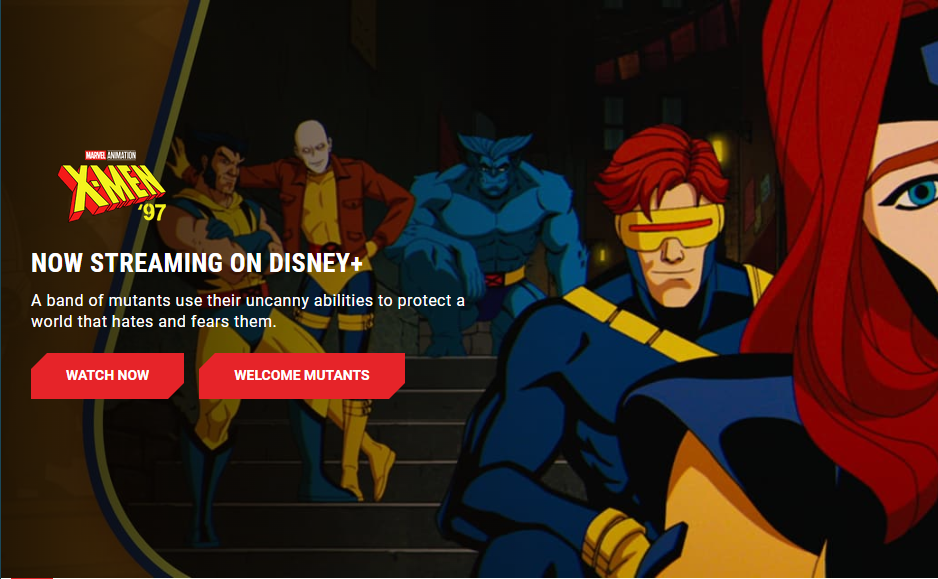 MARVEL ANIMATION
X-MEN
'97
NOW STREAMING ON DISNEY+
A band of mutants use their uncanny abilities to protect a
world that hates and fears them.
WATCH NOW
WELCOME MUTANTS